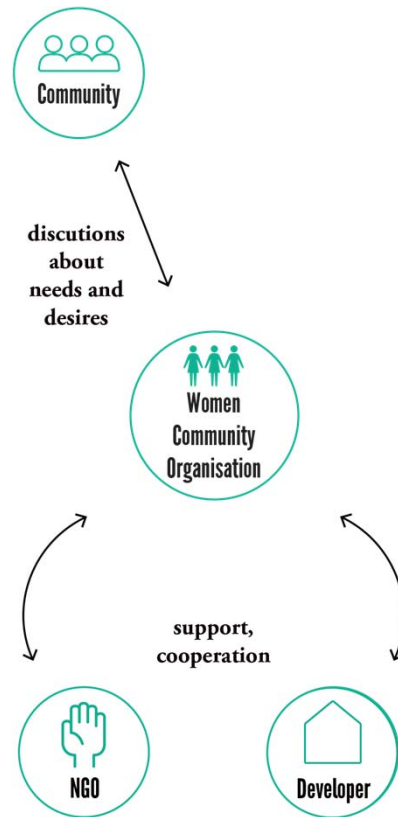 Community
discutions
about
needs and
desires
Women
Community
Organisation
support,
cooperation
NGO
Developer